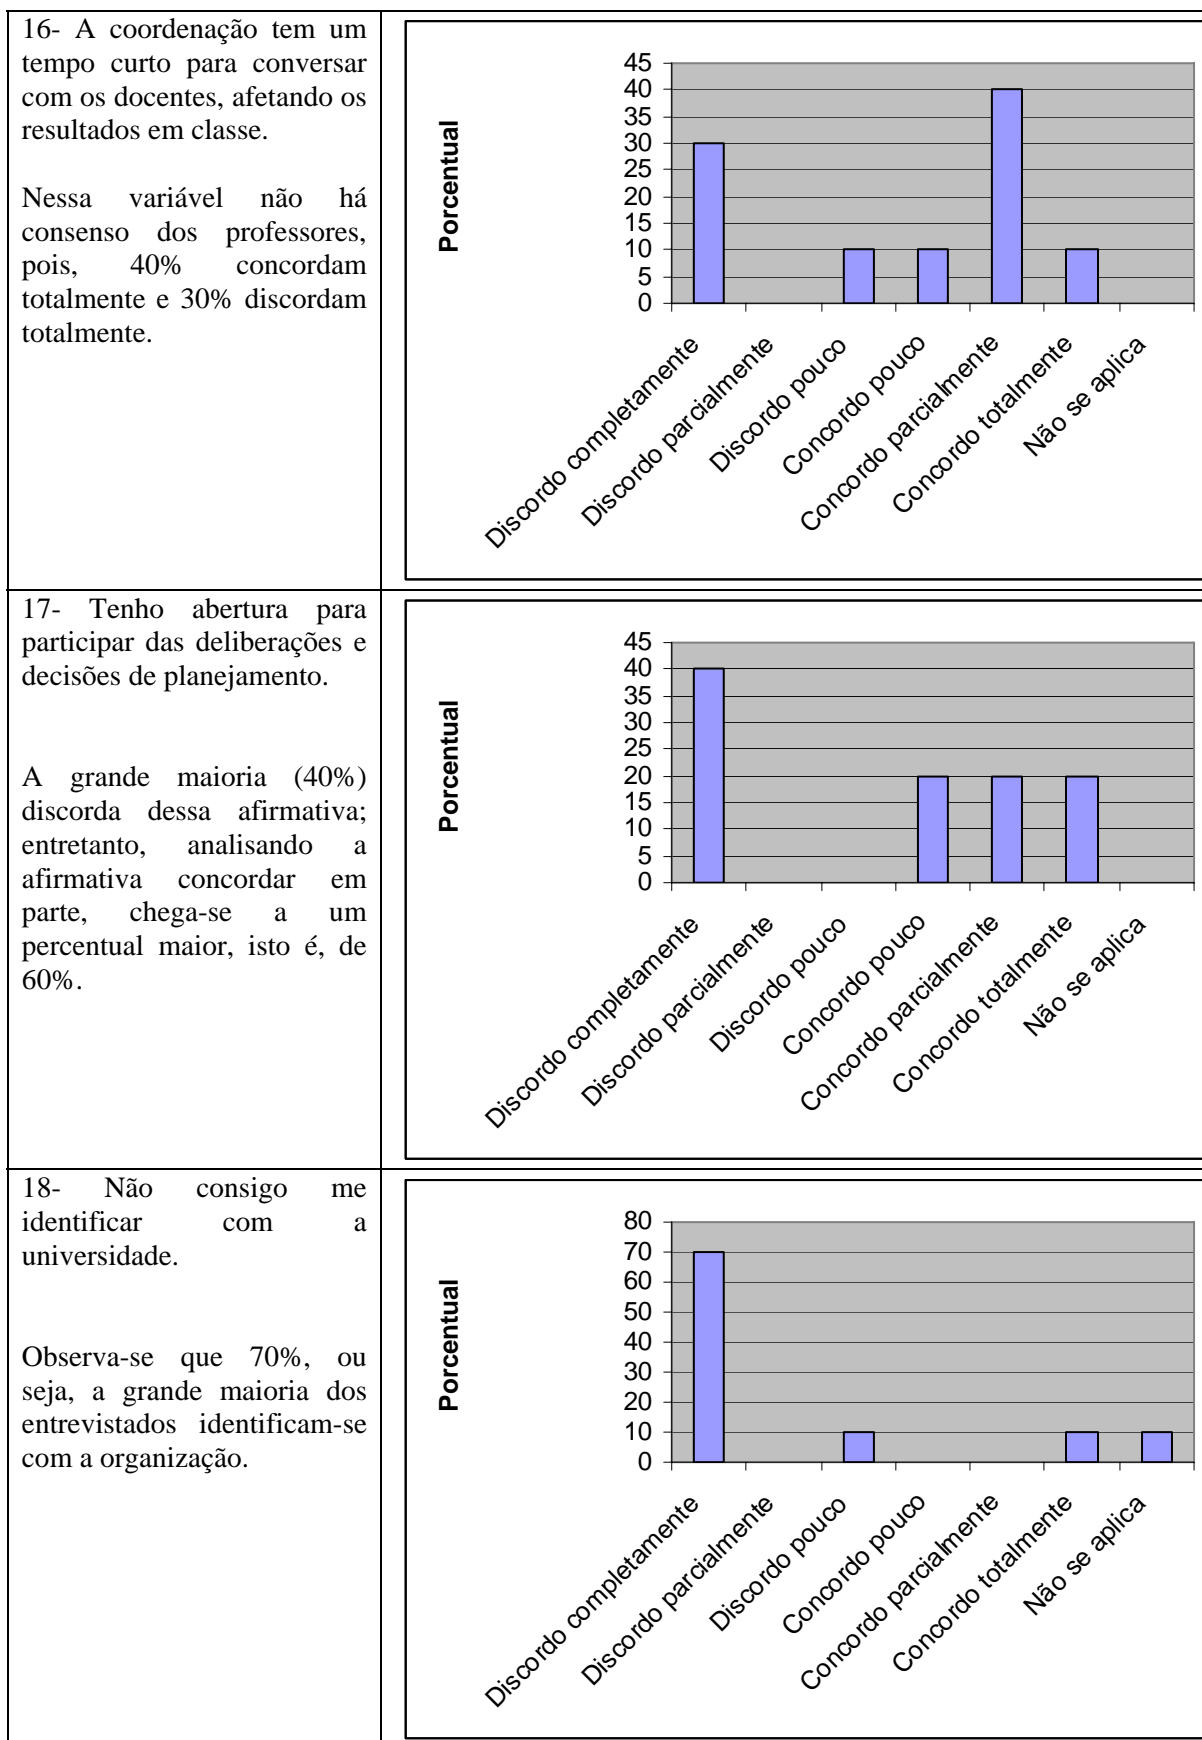 16- A coordenação tem um
tempo curto para conversar
com os docentes, afetando os
resultados em classe.
Nessa variável não há
consenso dos professores,
pois, 40% concordam
totalmente e 30% discordam
totalmente.
Porcentual
45
40
35
30
25
20
15
10
5
0
Discordo completamente
Discordo parcialmente
Discordo pouco
Concordo pouco
Concordo parcialmente
Concordo totalmente
Não se aplica
17- Tenho abertura para
participar das deliberações e
decisões de planejamento.
A grande maioria (40%)
discorda dessa afirmativa;
entretanto, analisando a
afirmativa concordar em
parte, chega-se a um
percentual maior, isto é, de
60%.
Porcentual
45
40
35
30
25
20
15
10
5
0
Discordo completamente
Discordo parcialmente
Discordo pouco
Concordo pouco
Concordo parcialmente
Concordo totalmente
Não se aplica
18- Não consigo me
identificar com a
universidade.
Observa-se que 70%, ou
seja, a grande maioria dos
entrevistados identificam-se
com a organização.
Porcentual
80
70
60
50
40
30
20
10
0
Discordo completamente
Discordo parcialmente
Discordo pouco
Concordo pouco
Concordo parcialmente
Concordo totalmente
Não se aplica